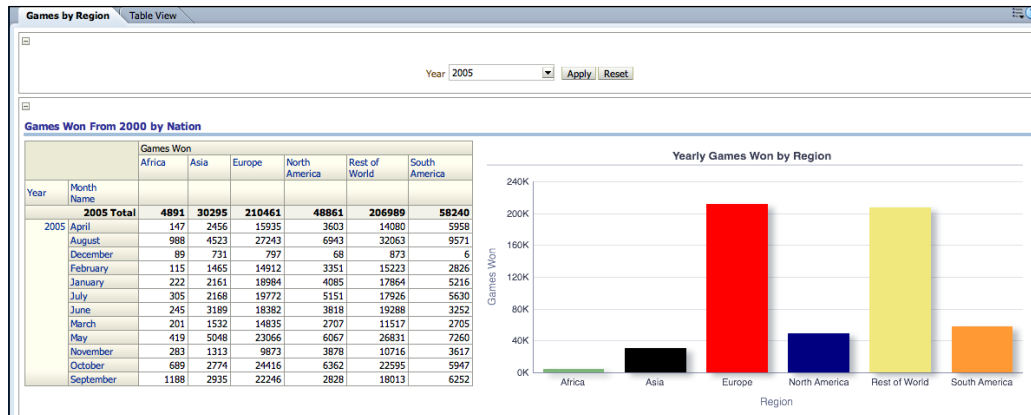 Games by Region Table View
Year 2005 Apply Reset
Games Won From 2000 by Nation
Games Won
Africa Asia Europe North America Rest of World South America
Year Month Name
2005 Total 4891 30295 210461 48861 206989 58240
2005 April 147 2456 15935 3603 14080 5958
August 988 4523 27243 6943 32063 9571
December 89 731 797 68 873 6
February 115 1465 14912 3351 15223 2826
January 222 2161 18984 4085 17864 5216
July 305 2168 19772 5151 17926 5630
June 245 3189 18382 3818 19288 3252
March 201 1532 14835 2707 11517 2705
May 419 5048 23066 6067 26831 7260
November 283 1313 9873 3878 10716 3617
October 689 2774 24416 6362 22595 5947
September 1188 2935 22246 2828 18013 6252
Yearly Games Won by Region
240K
200K
160K
120K
80K
40K
0K
Games Won
Africa Asia Europe North America Rest of World South America
Region